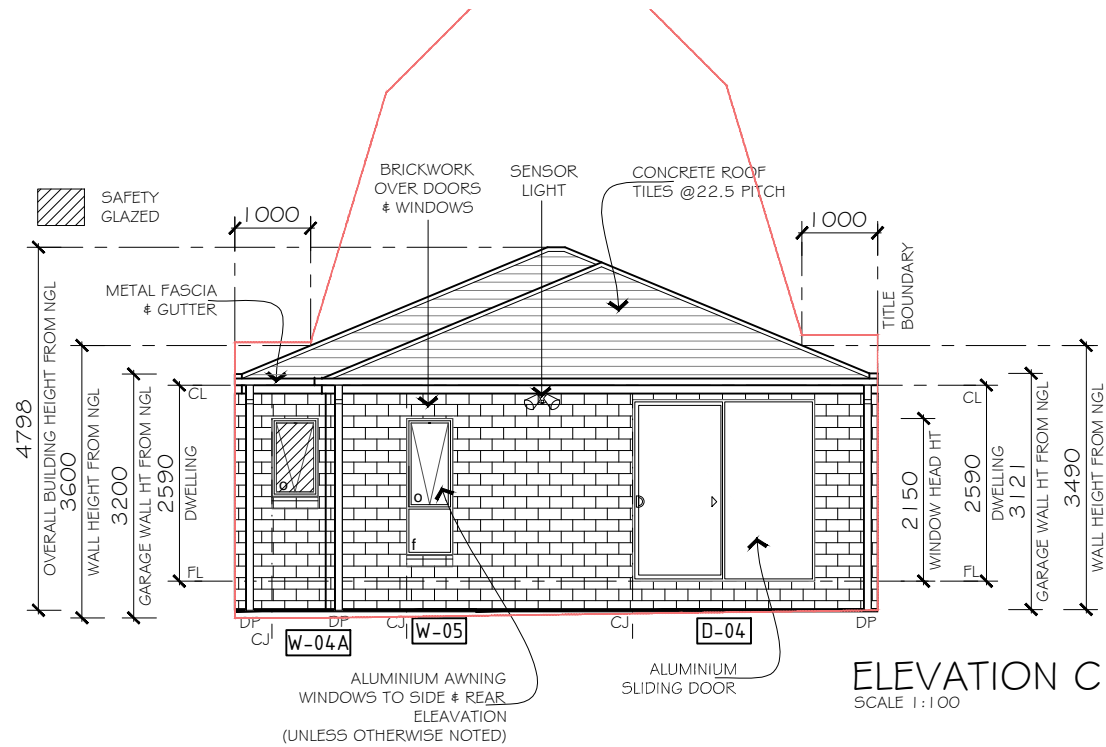 BRICKWORK
OVER DOORS
& WINDOWS
SENSOR
LIGHT
CONCRETE ROOF
TILES @22.5 PITCH
SAFETY
GLAZED
1000
1000
METAL FASCIA
& GUTTER
TITLE
BOUNDARY
4798
OVERALL BUILDING HEIGHT FROM NGL
3600
WALL HEIGHT FROM NGL
3200
GARAGE WALL HT FROM NGL
2590
DWELLING
CL
FL
O
O
f
CL
FL
2150
WINDOW HEAD HT
2590
DWELLING
3121
GARAGE WALL HT FROM NGL
3490
WALL HEIGHT FROM NGL
DP
CJ
DP
CJ
CJ
DP
W-04A
W-05
D-04
ALUMINIUM AWNING
WINDOWS TO SIDE & REAR
ELEAVATION
(UNLESS OTHERWISE NOTED)
ALUMINIUM
SLIDING DOOR
ELEVATION C
SCALE 1:100